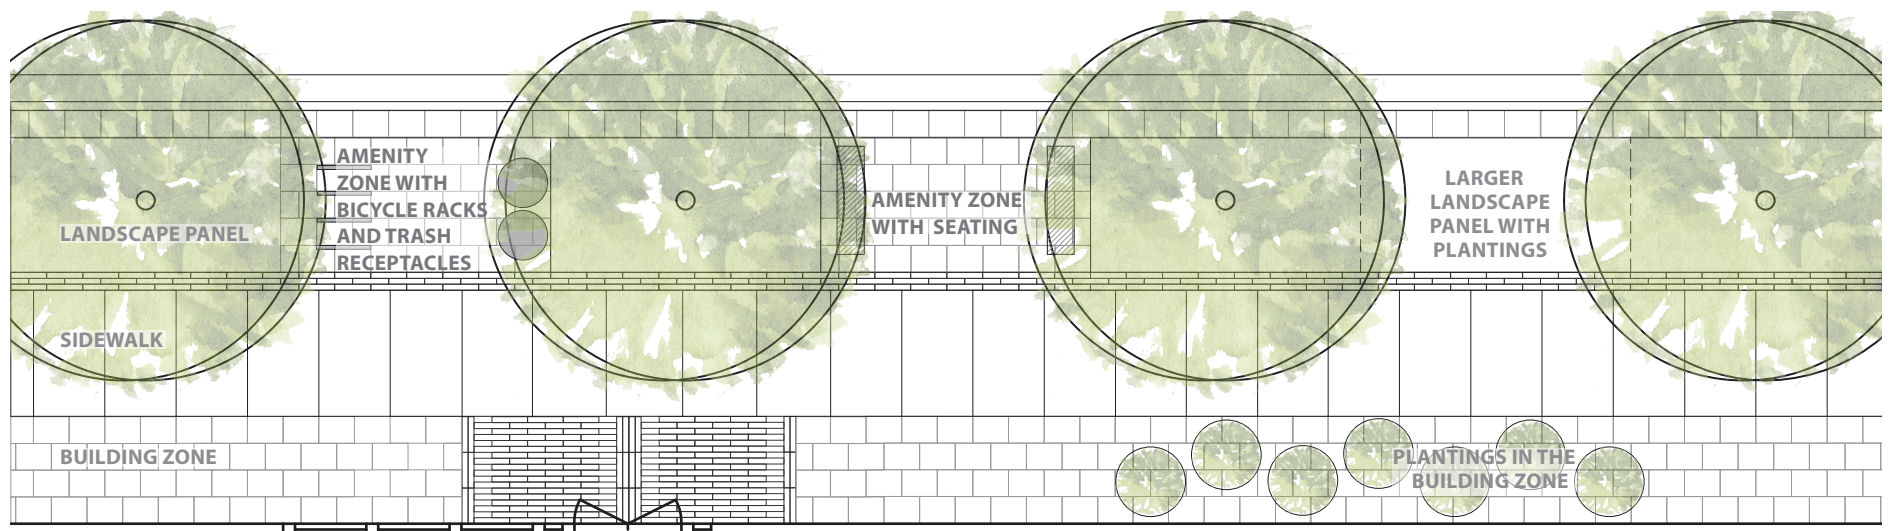 AMENITY
ZONE WITH
BICYCLE RACKS
AND TRASH
RECEPTACLES
LANDSCAPE PANEL
AMENITY ZONE
WITH SEATING
LARGER
LANDSCAPE
PANEL WITH
PLANTINGS
SIDEWALK
BUILDING ZONE
PLANTINGS IN THE
BUILDING ZONE